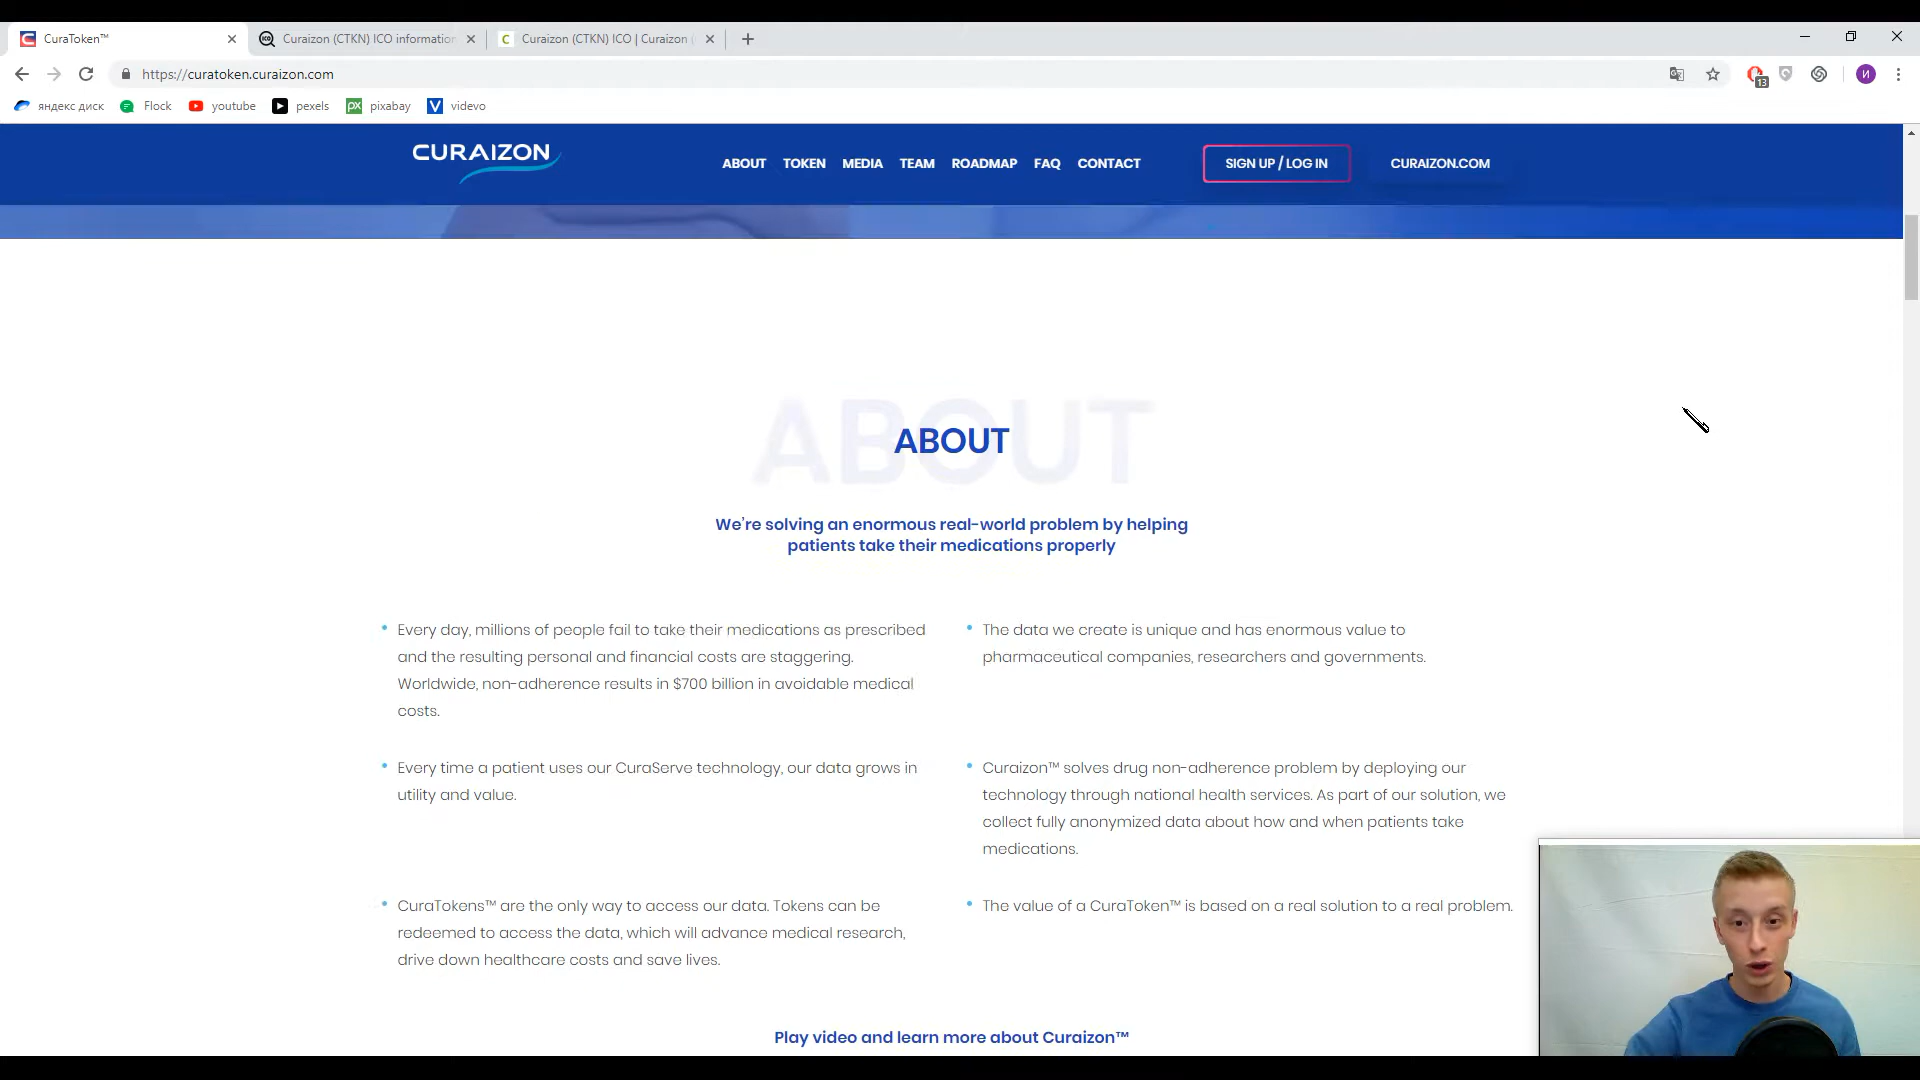 CuraToken™
Curaizon (CTKN) ICO information
Curaizon (CTKN) ICO | Curaizon (
https://curatoken.curaizon.com
13
И
яндекс диск
Flock
youtube
px
pexels
pixabay
V
videvo
CURAIZON
ABOUT
TOKEN
MEDIA
TEAM
ROADMAP
FAQ
CONTACT
SIGN UP / LOG IN
CURAIZON.COM
ABOUT
ABOUT
We're solving an enormous real-world problem by helping
patients take their medications properly
Every day, millions of people fail to take their medications as prescribed
and the resulting personal and financial costs are staggering.
Worldwide, non-adherence results in $700 billion in avoidable medical
costs.
The data we create is unique and has enormous value to
pharmaceutical companies, researchers and governments.
Every time a patient uses our CuraServe technology, our data grows in
utility and value.
Curaizon™ solves drug non-adherence problem by deploying our
technology through national health services. As part of our solution, we
collect fully anonymized data about how and when patients take
medications.
CuraTokens™ are the only way to access our data. Tokens can be
redeemed to access the data, which will advance medical research,
drive down healthcare costs and save lives.
The value of a CuraToken™ is based on a real solution to a real problem.
Play video and learn more about Curaizon™